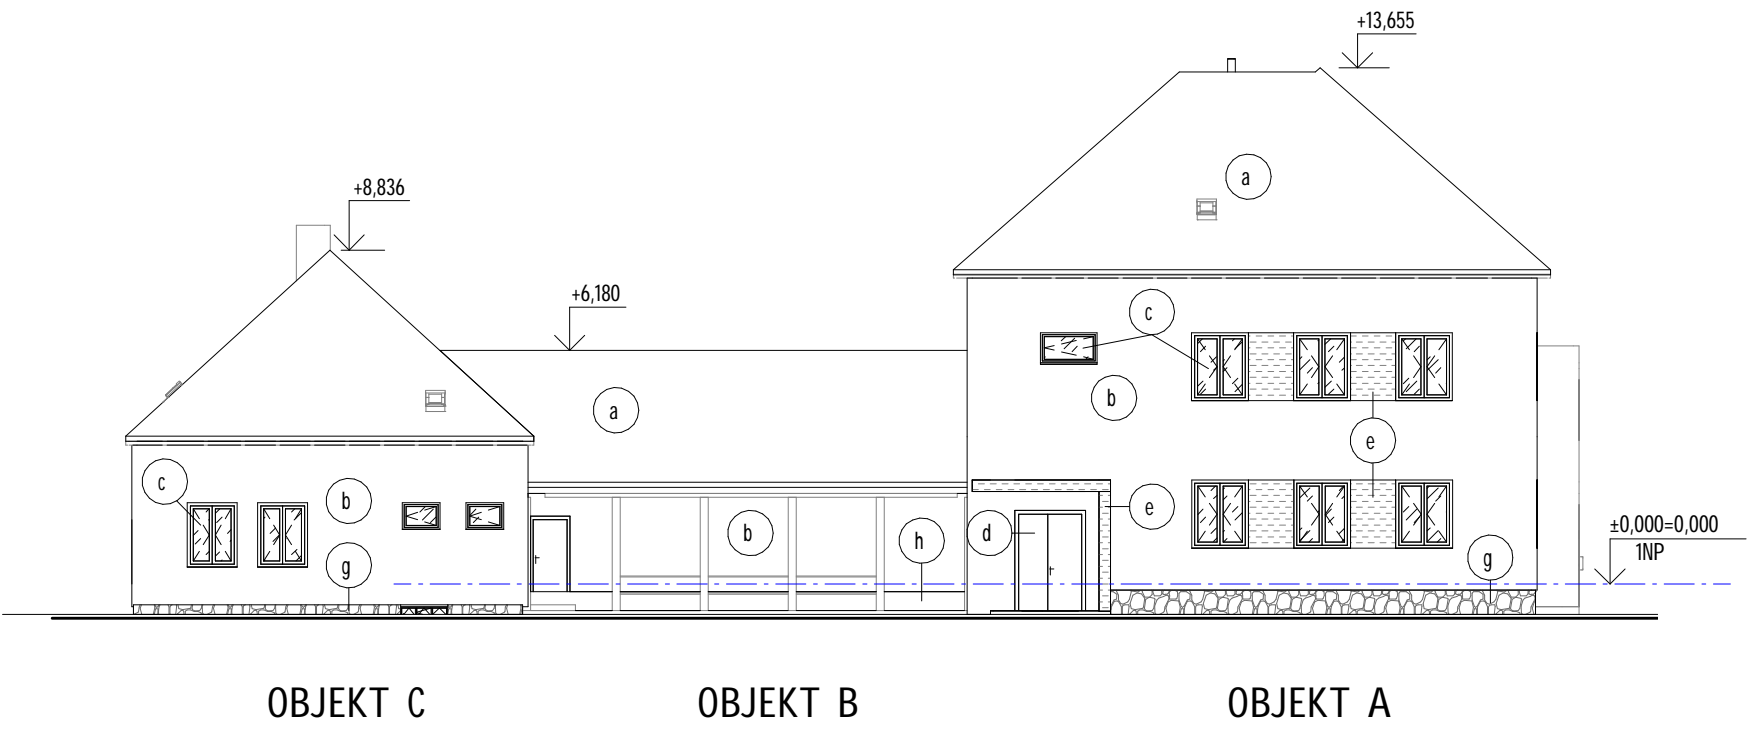 +13,655
a
+8,836
+6,180
c
a
b
e
c
b
e
b
h
d
g
g
±0,000=0,000
1NP
OBJEKT C
OBJEKT B
OBJEKT A